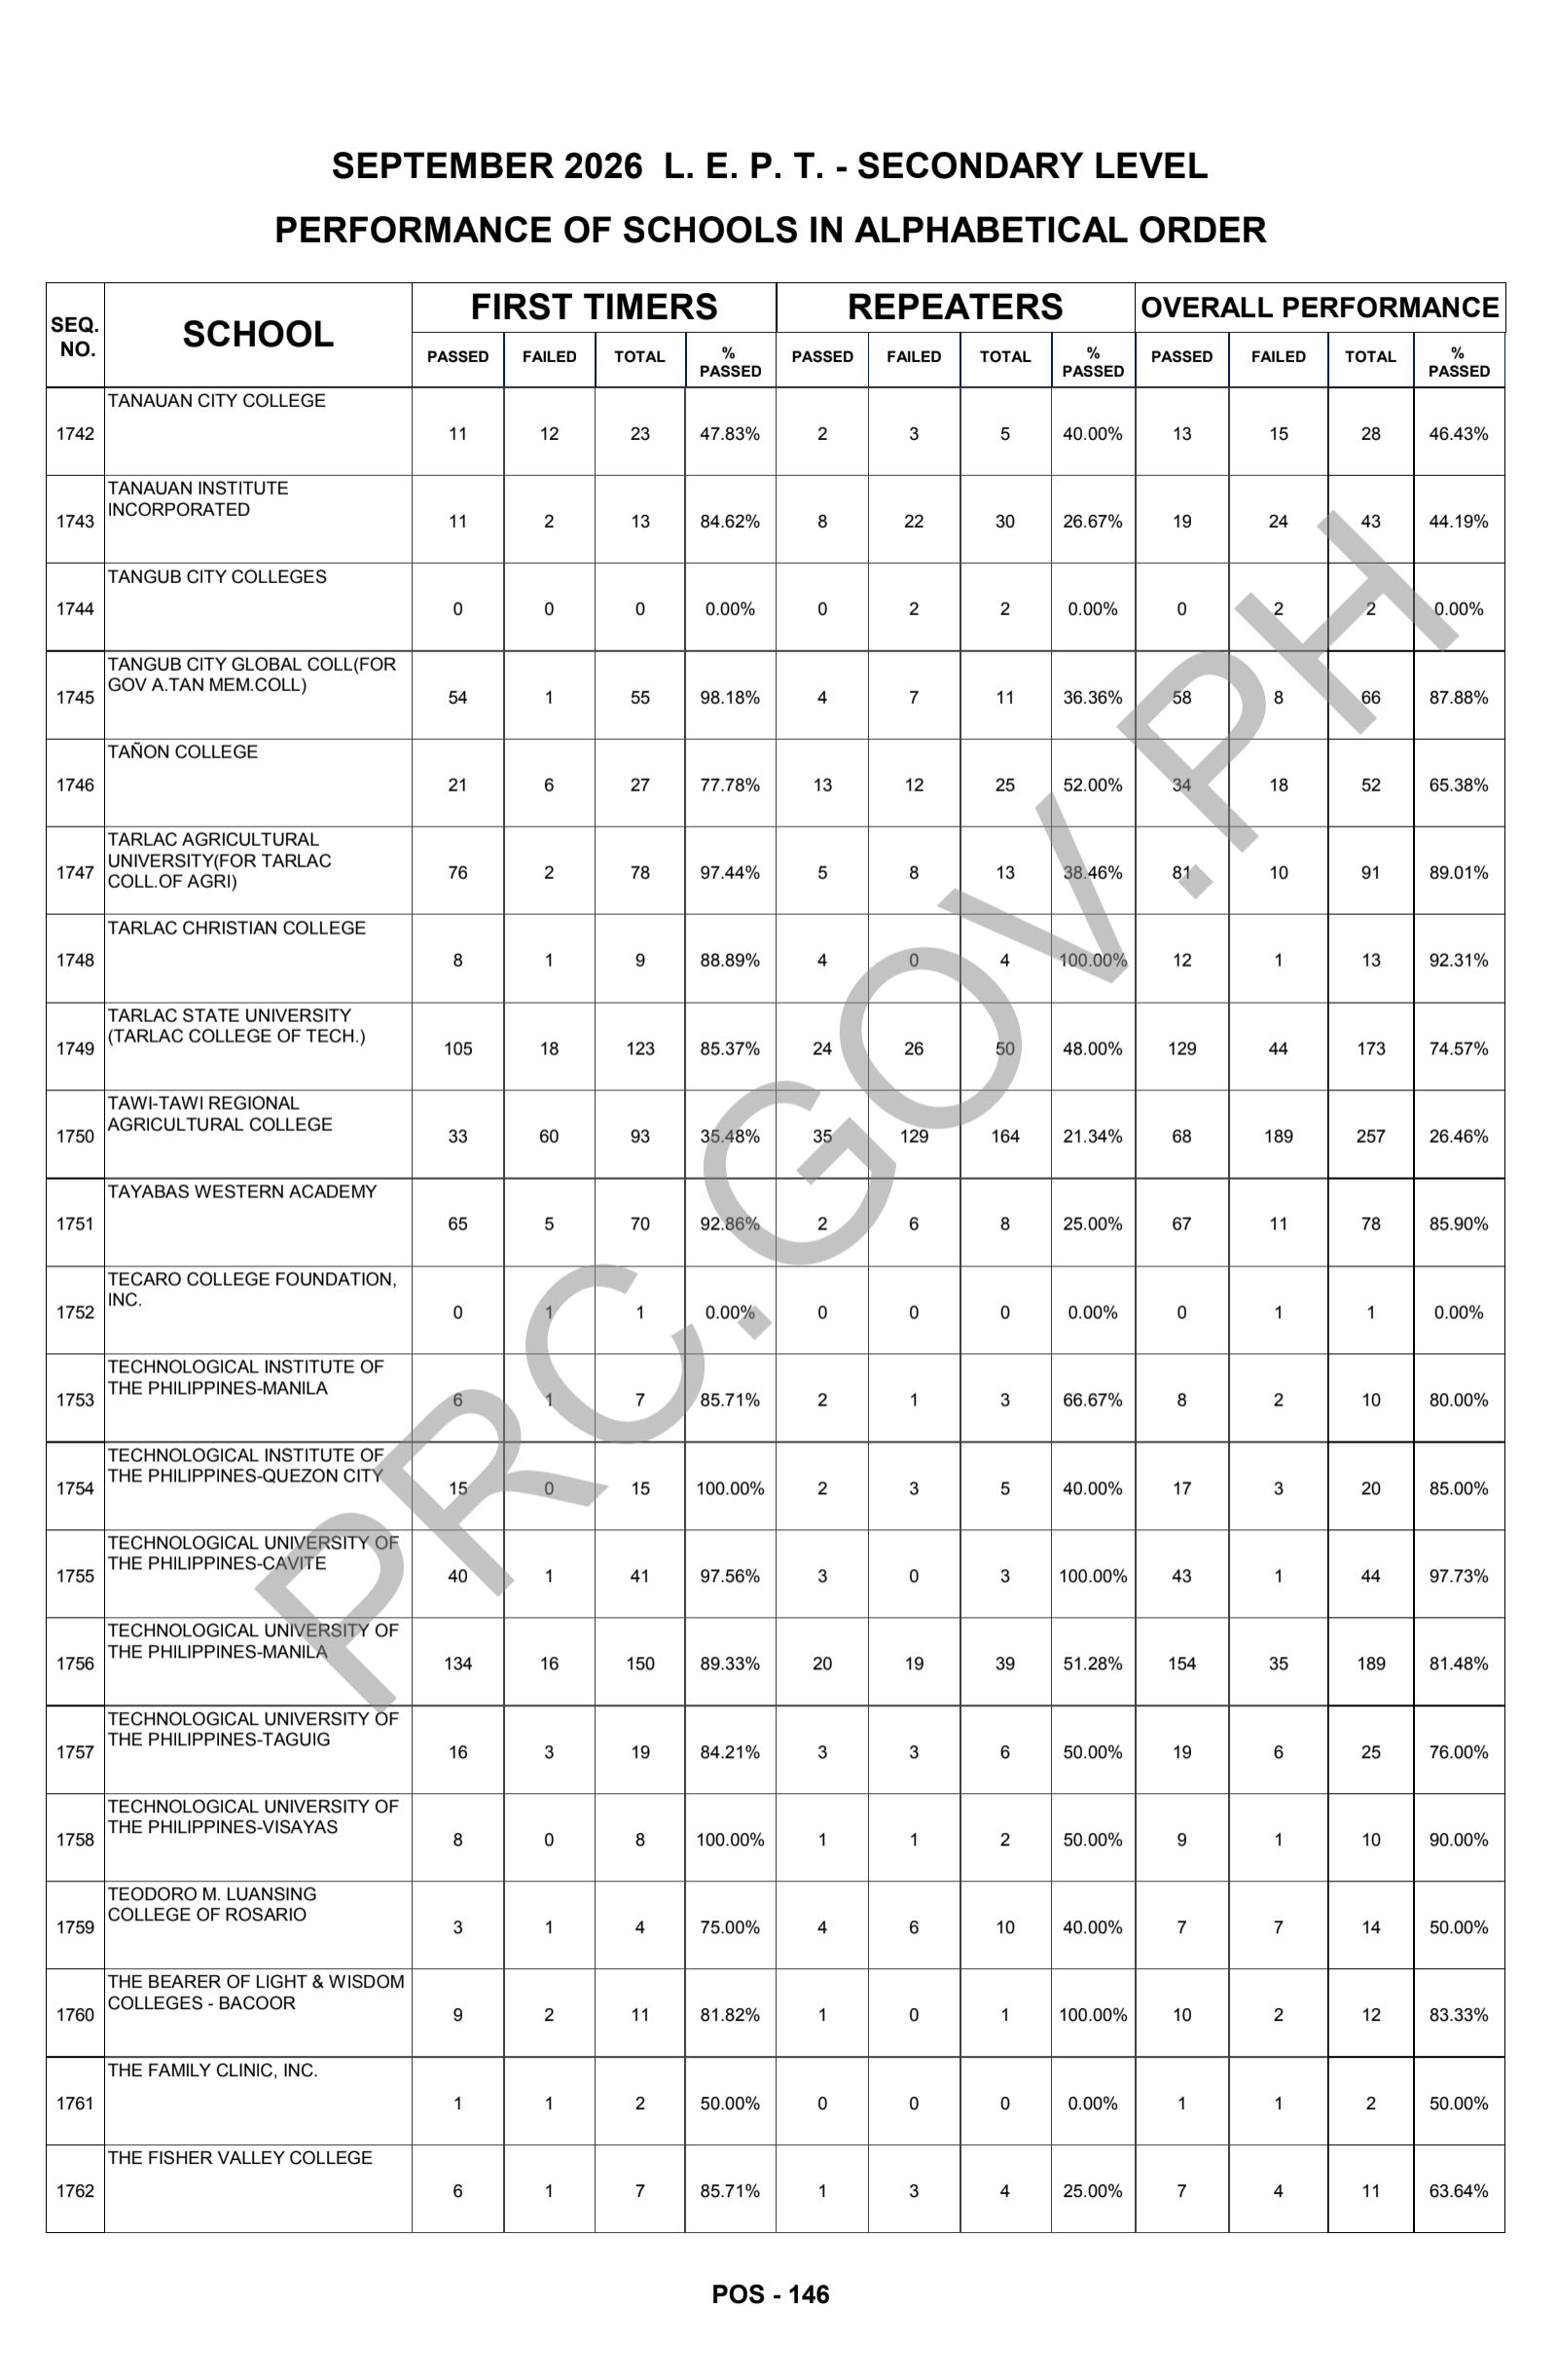 SEPTEMBER 2026 L. E. P. T. - SECONDARY LEVEL
PERFORMANCE OF SCHOOLS IN ALPHABETICAL ORDER
SEQ. NO. SCHOOL FIRST TIMERS REPEATERS OVERALL PERFORMANCE
PASSED FAILED TOTAL % PASSED PASSED FAILED TOTAL % PASSED PASSED FAILED TOTAL % PASSED
TANAUAN CITY COLLEGE
1742 11 12 23 47.83% 2 3 5 40.00% 13 15 28 46.43%
TANAUAN INSTITUTE
INCORPORATED
1743 11 2 13 84.62% 8 22 30 26.67% 19 24 43 44.19%
TANGUB CITY COLLEGES
1744 0 0 0 0.00% 0 2 2 0.00% 0 2 2 0.00%
TANGUB CITY GLOBAL COLL(FOR
GOV A.TAN MEM.COLL)
1745 54 1 55 98.18% 4 7 11 36.36% 58 8 66 87.88%
TAÑON COLLEGE
1746 21 6 27 77.78% 13 12 25 52.00% 34 18 52 65.38%
TARLAC AGRICULTURAL
UNIVERSITY(FOR TARLAC
COLL.OF AGRI)
1747 76 2 78 97.44% 5 8 13 38.46% 81 10 91 89.01%
TARLAC CHRISTIAN COLLEGE
1748 8 1 9 88.89% 4 0 4 100.00% 12 1 13 92.31%
TARLAC STATE UNIVERSITY
(TARLAC COLLEGE OF TECH.)
1749 105 18 123 85.37% 24 26 50 48.00% 129 44 173 74.57%
TAWI-TAWI REGIONAL
AGRICULTURAL COLLEGE
1750 33 60 93 35.48% 35 129 164 21.34% 68 189 257 26.46%
TAYABAS WESTERN ACADEMY
1751 65 5 70 92.86% 2 6 8 25.00% 67 11 78 85.90%
TECARO COLLEGE FOUNDATION,
INC.
1752 0 1 1 0.00% 0 0 0 0.00% 0 1 1 0.00%
TECHNOLOGICAL INSTITUTE OF
THE PHILIPPINES-MANILA
1753 6 1 7 85.71% 2 1 3 66.67% 8 2 10 80.00%
TECHNOLOGICAL INSTITUTE OF
THE PHILIPPINES-QUEZON CITY
1754 15 0 15 100.00% 2 3 5 40.00% 17 3 20 85.00%
TECHNOLOGICAL UNIVERSITY OF
THE PHILIPPINES-CAVITE
1755 40 1 41 97.56% 3 0 3 100.00% 43 1 44 97.73%
TECHNOLOGICAL UNIVERSITY OF
THE PHILIPPINES-MANILA
1756 134 16 150 89.33% 20 19 39 51.28% 154 35 189 81.48%
TECHNOLOGICAL UNIVERSITY OF
THE PHILIPPINES-TAGUIG
1757 16 3 19 84.21% 3 3 6 50.00% 19 6 25 76.00%
TECHNOLOGICAL UNIVERSITY OF
THE PHILIPPINES-VISAYAS
1758 8 0 8 100.00% 1 1 2 50.00% 9 1 10 90.00%
TEODORO M. LUANSING
COLLEGE OF ROSARIO
1759 3 1 4 75.00% 4 6 10 40.00% 7 7 14 50.00%
THE BEARER OF LIGHT & WISDOM
COLLEGES - BACOOR
1760 9 2 11 81.82% 1 0 1 100.00% 10 2 12 83.33%
THE FAMILY CLINIC, INC.
1761 1 1 2 50.00% 0 0 0 0.00% 1 1 2 50.00%
THE FISHER VALLEY COLLEGE
1762 6 1 7 85.71% 1 3 4 25.00% 7 4 11 63.64%
PRC.GOV.PH
POS - 146